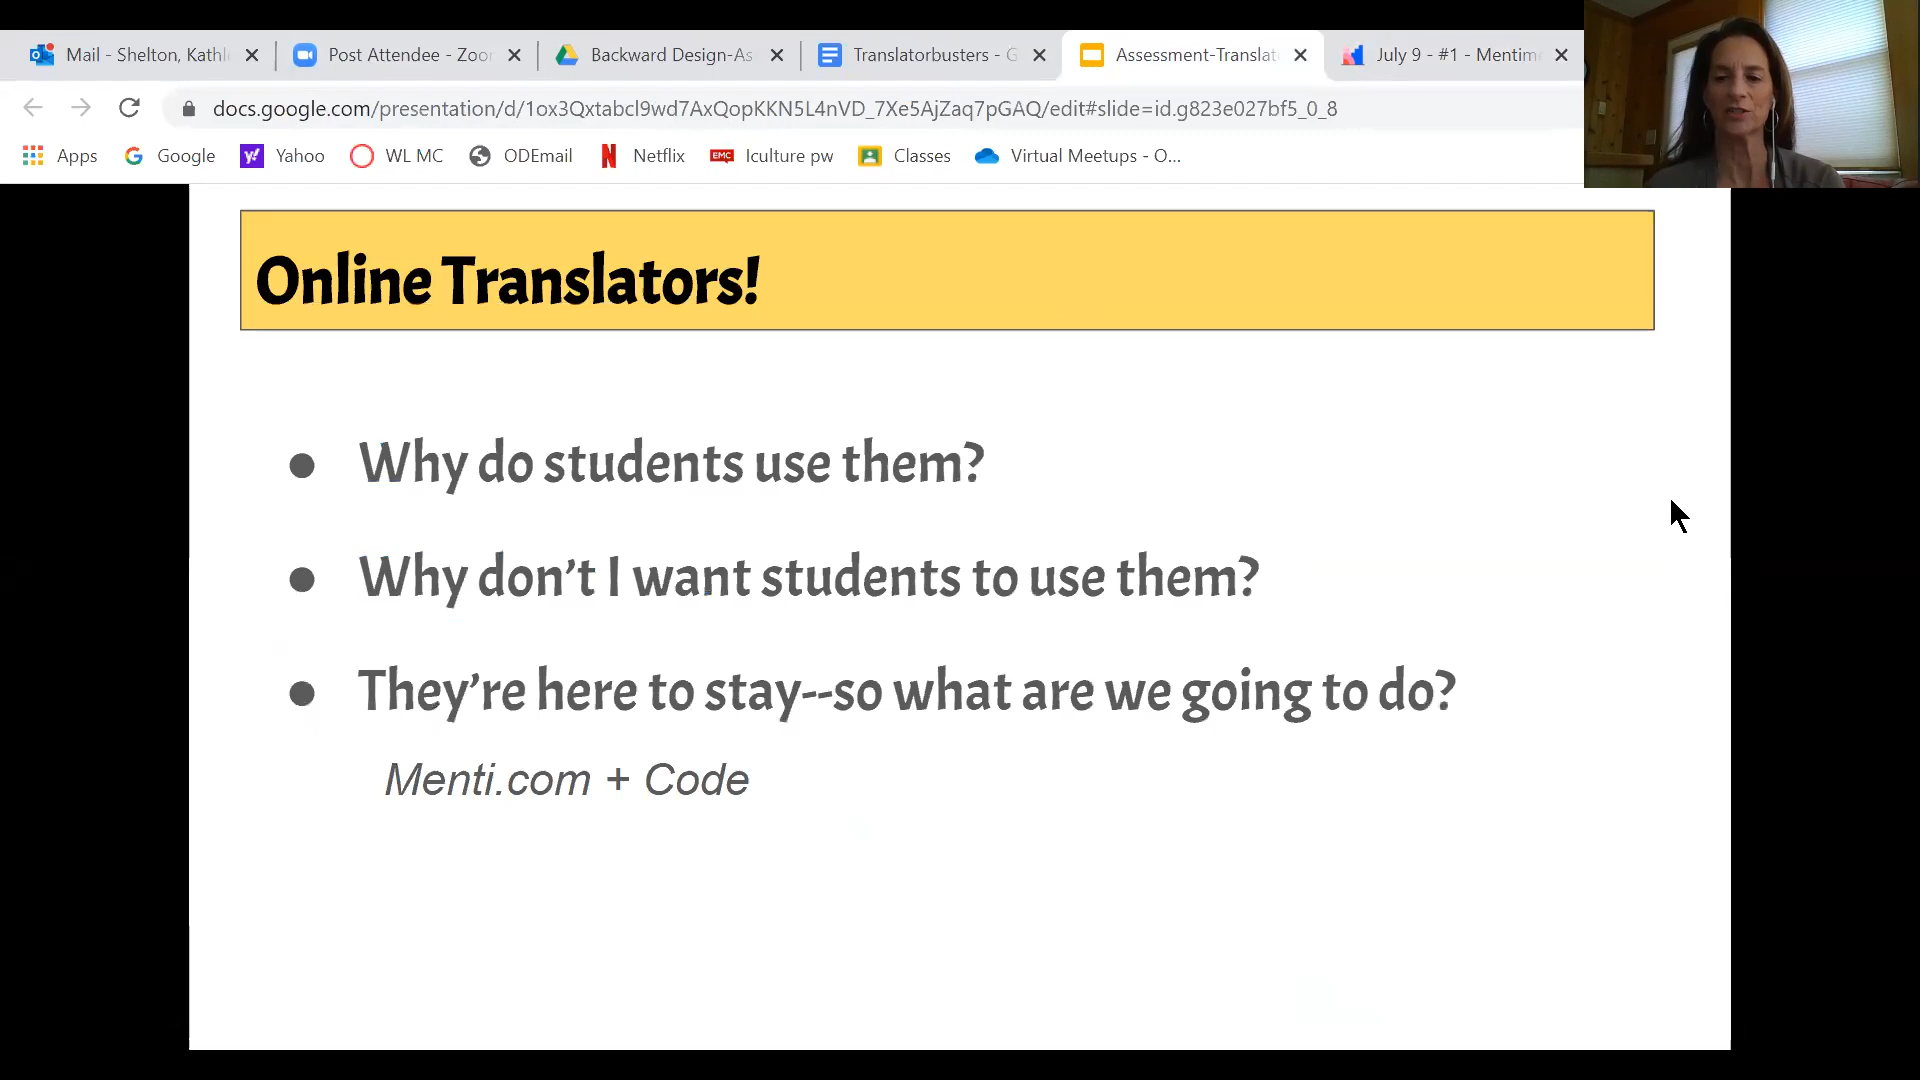 Mail - Shelton, Kathl
Post Attendee - Zoo
Backward Design-As
Translatorbusters - G
Assessment-Translat
July 9 - #1 - Mentim
docs.google.com/presentation/d/1ox3Qxtabcl9wd7AxQopKKN5L4nVD_7Xe5AjZaq7pGAQ/edit#slide=id.g823e027bf5_0_8
Apps
Google
Yahoo
WL MC
ODEmail
Netflix
EMC
Iculture pw
Classes
Virtual Meetups - O...
Online Translators!
● Why do students use them?
● Why don't I want students to use them?
● They're here to stay--so what are we going to do?
Menti.com + Code